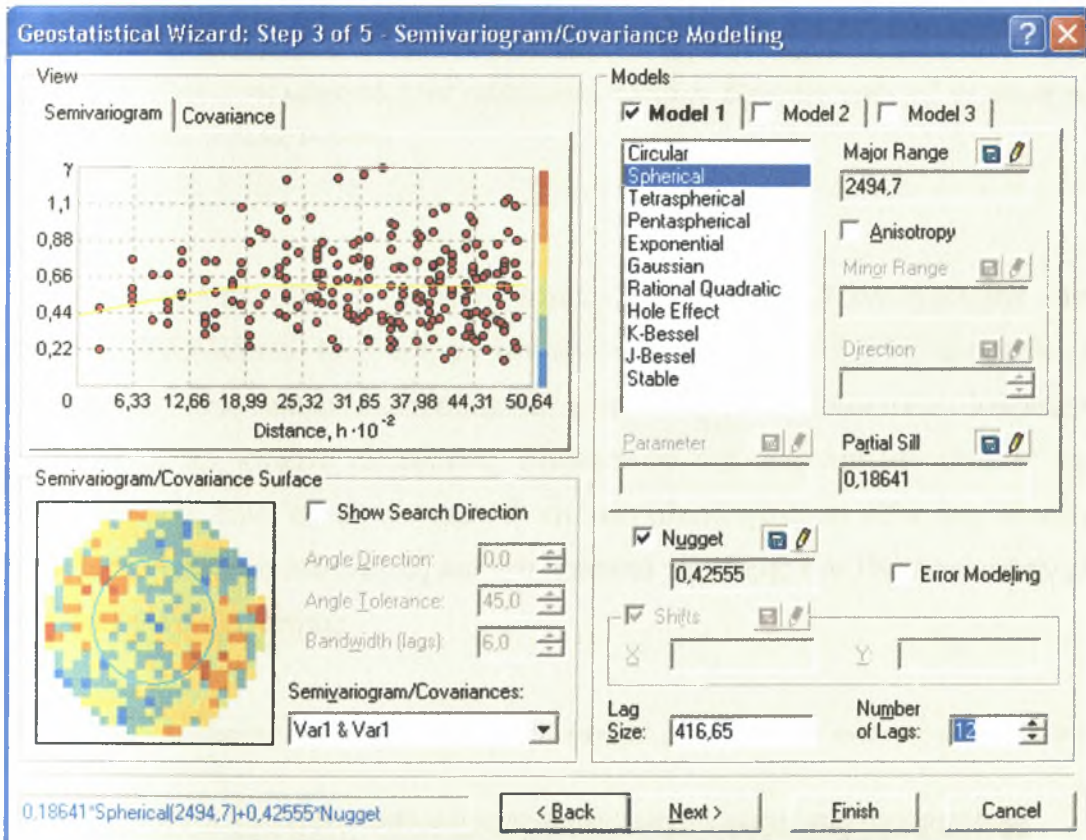 Geostatistical Wizard: Step 3 of 5 - Semivariogram/Covariance Modeling
View
Semivariogram
Covariance
γ
1,1
0,88
0,66
0,44
0,22
0 6,33 12,66 18,99 25,32 31,65 37,98 44,31 50,64
Distance, h·10⁻²
Semivariogram/Covariance Surface
Show Search Direction
Angle Direction: 0,0
Angle Tolerance: 45,0
Bandwidth (lags): 6,0
Semivariogram/Covariances:
Var1 & Var1
Models
Model 1 Model 2 Model 3
Circular
Spherical
Tetraspherical
Pentaspherical
Exponential
Gaussian
Rational Quadratic
Hole Effect
K-Bessel
J-Bessel
Stable
Major Range
2494,7
Anisotropy
Minor Range
Direction
Parameter
Partial Sill
0,18641
Nugget
0,42555
Error Modeling
Shifts
X: Y:
Lag Size: 416,65
Number of Lags: 12
0,18641*Spherical(2494,7)+0,42555*Nugget
< Back
Next >
Finish
Cancel